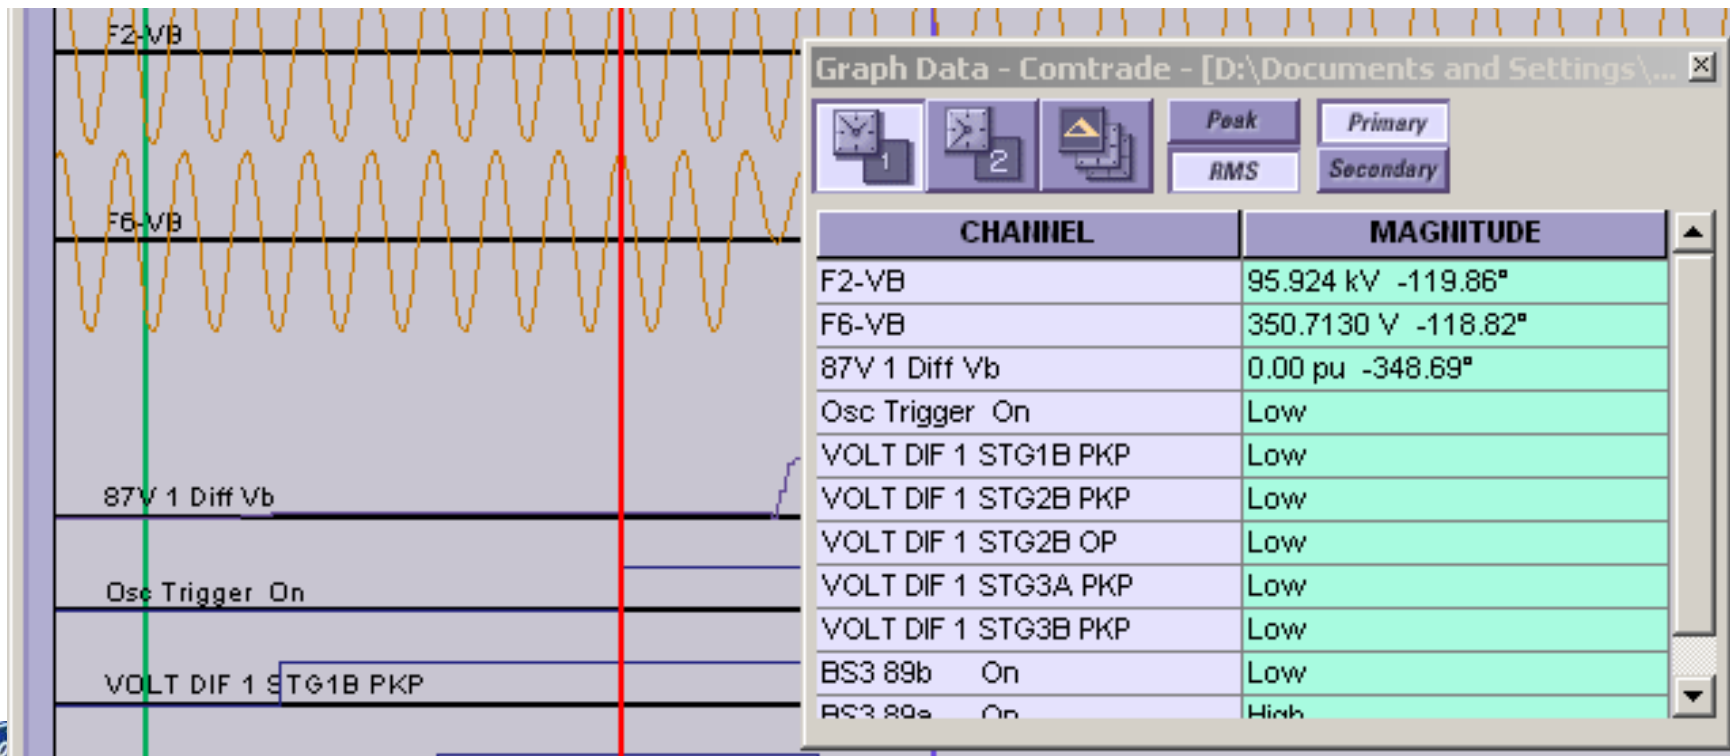 F2-VB
F6-VB
87V 1 Diff Vb
Osc Trigger On
VOLT DIF 1 STG1B PKP
Graph Data - Comtrade - [D:\Documents and Settings\...
1
2
Peak
RMS
Primary
Secondary
CHANNEL MAGNITUDE
F2-VB 95.924 kV -119.86°
F6-VB 350.7130 V -118.82°
87V 1 Diff Vb 0.00 pu -348.69°
Osc Trigger On Low
VOLT DIF 1 STG1B PKP Low
VOLT DIF 1 STG2B PKP Low
VOLT DIF 1 STG2B OP Low
VOLT DIF 1 STG3A PKP Low
VOLT DIF 1 STG3B PKP Low
BS3 89b On Low
BS3 89a On High